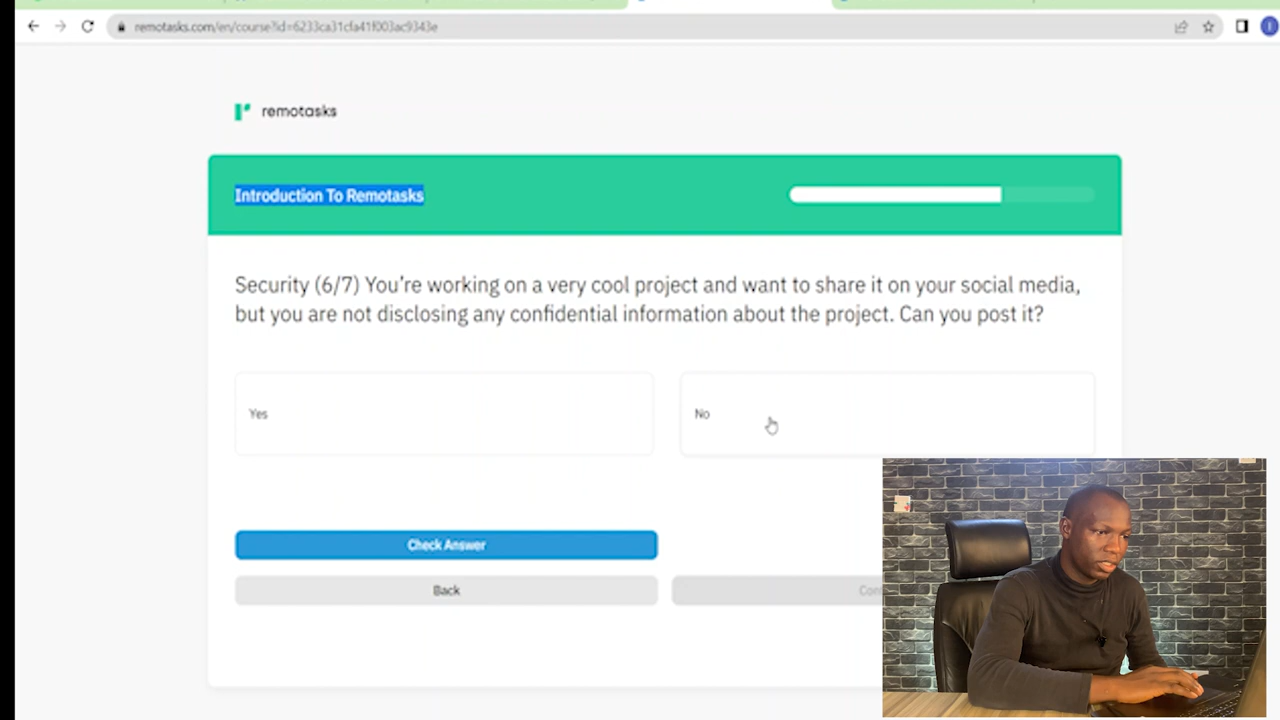 remotasks.com/en/course?id=6233ca31cfa41f003ac9343e
remotasks
Introduction To Remotasks
Security (6/7) You're working on a very cool project and want to share it on your social media,
but you are not disclosing any confidential information about the project. Can you post it?
Yes
No
Check Answer
Back